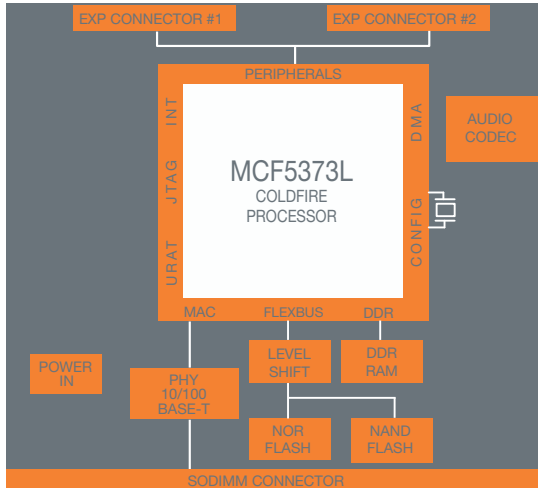 EXP CONNECTOR #1
EXP CONNECTOR #2
PERIPHERALS
INT
JTAG
URAT
DMA
CONFIG
MCF5373L
COLDFIRE
PROCESSOR
AUDIO
CODEC
MAC
FLEXBUS
DDR
LEVEL
SHIFT
DDR
RAM
POWER
IN
PHY
10/100
BASE-T
NOR
FLASH
NAND
FLASH
SODIMM CONNECTOR